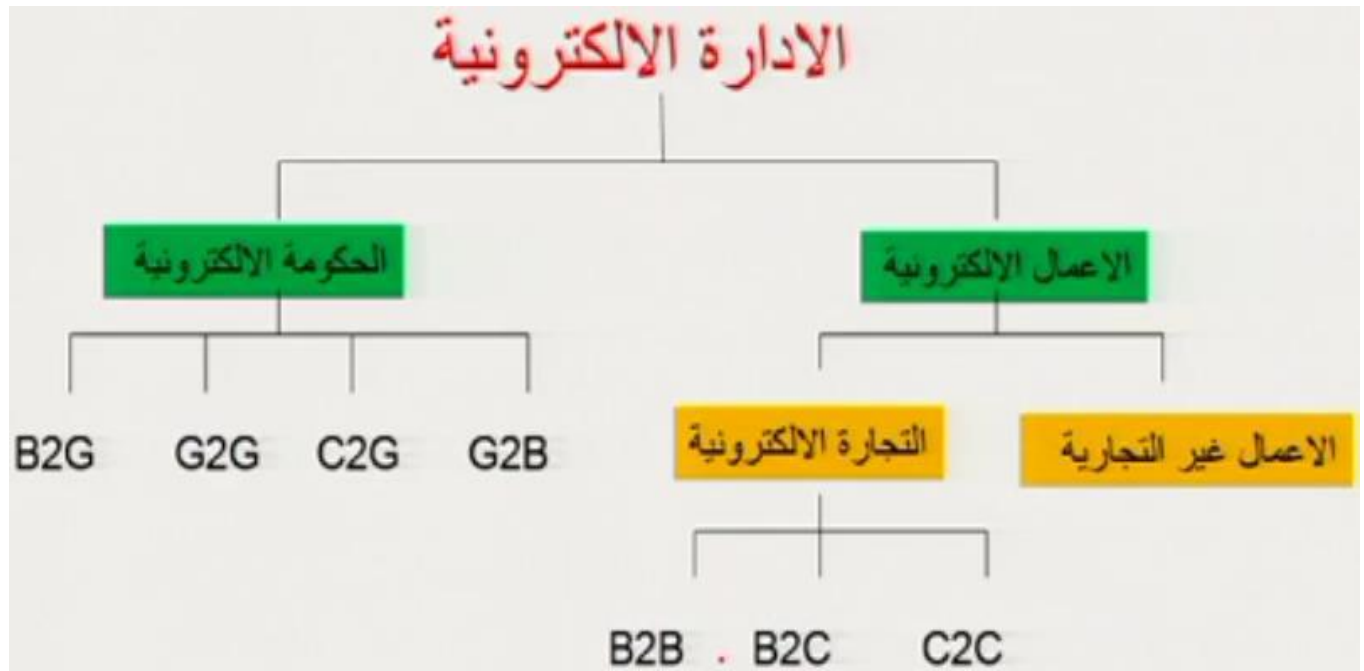 الادارة الالكترونية
الاعمال الالكترونية
الحكومة الالكترونية
الاعمال غير التجارية
التجارة الالكترونية
B2G G2G C2G G2B
B2B . B2C C2C